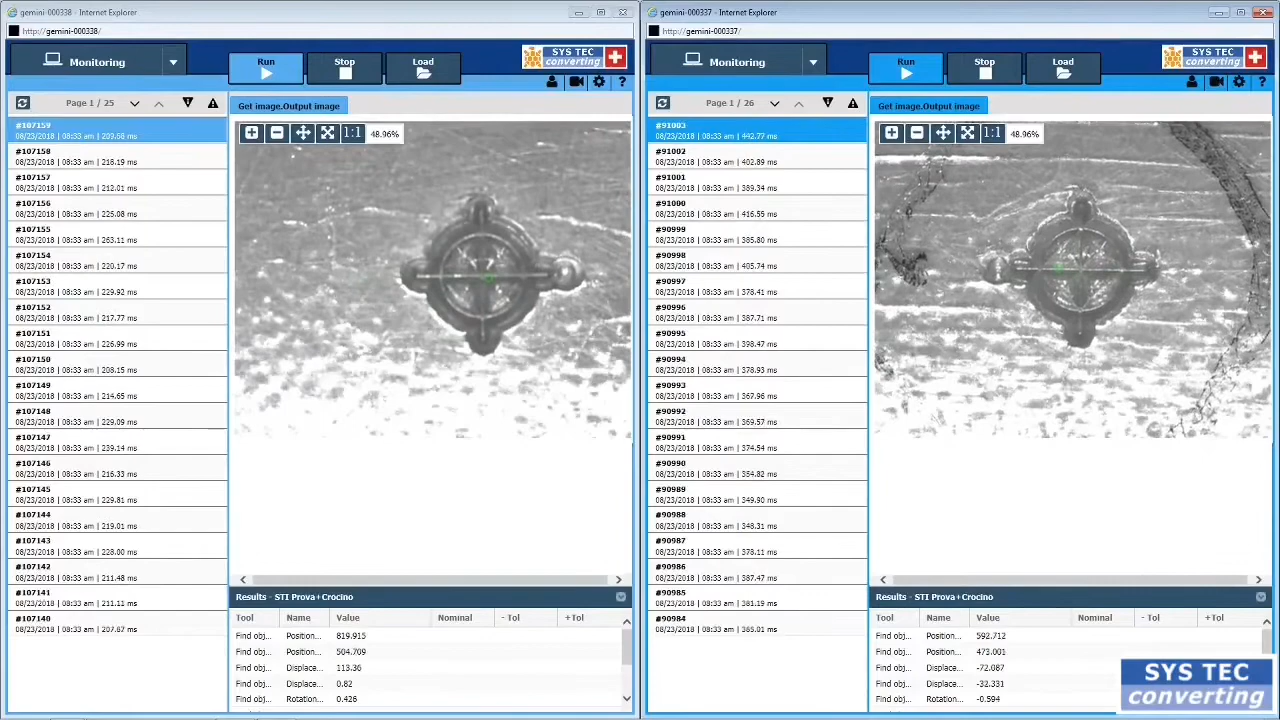 gemini-000338 - Internet Explorer
http://gemini-000338/
Monitoring
Run
Stop
Load
SYS TEC
converting
Page 1 / 25
Get image.Output image
1:1
48.96%
#107159
08/23/2018 | 08:33 am | 203.68 ms
#107158
08/23/2018 | 08:33 am | 218.19 ms
#107157
08/23/2018 | 08:33 am | 212.01 ms
#107156
08/23/2018 | 08:33 am | 225.08 ms
#107155
08/23/2018 | 08:33 am | 263.11 ms
#107154
08/23/2018 | 08:33 am | 220.17 ms
#107153
08/23/2018 | 08:33 am | 229.92 ms
#107152
08/23/2018 | 08:33 am | 217.77 ms
#107151
08/23/2018 | 08:33 am | 226.99 ms
#107150
08/23/2018 | 08:33 am | 208.15 ms
#107149
08/23/2018 | 08:33 am | 214.65 ms
#107148
08/23/2018 | 08:33 am | 229.09 ms
#107147
08/23/2018 | 08:33 am | 239.14 ms
#107146
08/23/2018 | 08:33 am | 216.33 ms
#107145
08/23/2018 | 08:33 am | 229.81 ms
#107144
08/23/2018 | 08:33 am | 219.01 ms
#107143
08/23/2018 | 08:33 am | 228.00 ms
#107142
08/23/2018 | 08:33 am | 211.48 ms
#107141
08/23/2018 | 08:33 am | 211.11 ms
#107140
08/23/2018 | 08:33 am | 207.67 ms
Results - STI Prova+Crocino
Tool Name Value Nominal - Tol +Tol
Find obj... Position... 819.915
Find obj... Position... 504.709
Find obj... Displace... 113.36
Find obj... Displace... 0.82
Find obj... Rotation... 0.426
gemini-000337 - Internet Explorer
http://gemini-000337/
Monitoring
Run
Stop
Load
SYS TEC
converting
?
Page 1 / 26
Get image.Output image
1:1
48.96%
#91003
08/23/2018 | 08:33 am | 442.77 ms
#91002
08/23/2018 | 08:33 am | 402.89 ms
#91001
08/23/2018 | 08:33 am | 389.34 ms
#91000
08/23/2018 | 08:33 am | 416.59 ms
#90999
08/23/2018 | 08:33 am | 385.80 ms
#90998
08/23/2018 | 08:33 am | 405.74 ms
#90997
08/23/2018 | 08:33 am | 378.41 ms
#90996
08/23/2018 | 08:33 am | 387.71 ms
#90995
08/23/2018 | 08:33 am | 398.47 ms
#90994
08/23/2018 | 08:33 am | 378.93 ms
#90993
08/23/2018 | 08:33 am | 367.96 ms
#90992
08/23/2018 | 08:33 am | 369.57 ms
#90991
08/23/2018 | 08:33 am | 374.54 ms
#90990
08/23/2018 | 08:33 am | 354.82 ms
#90989
08/23/2018 | 08:33 am | 349.90 ms
#90988
08/23/2018 | 08:33 am | 348.31 ms
#90987
08/23/2018 | 08:33 am | 378.11 ms
#90986
08/23/2018 | 08:33 am | 387.47 ms
#90985
08/23/2018 | 08:33 am | 381.19 ms
#90984
08/23/2018 | 08:33 am | 365.01 ms
Results - STI Prova+Crocino
Tool Name Value Nominal - Tol +Tol
Find obj... Position... 592.712
Find obj... Position... 473.001
Find obj... Displace... -72.087
Find obj... Displace... -32.331
Find obj... Rotation... -0.594
SYS TEC
converting